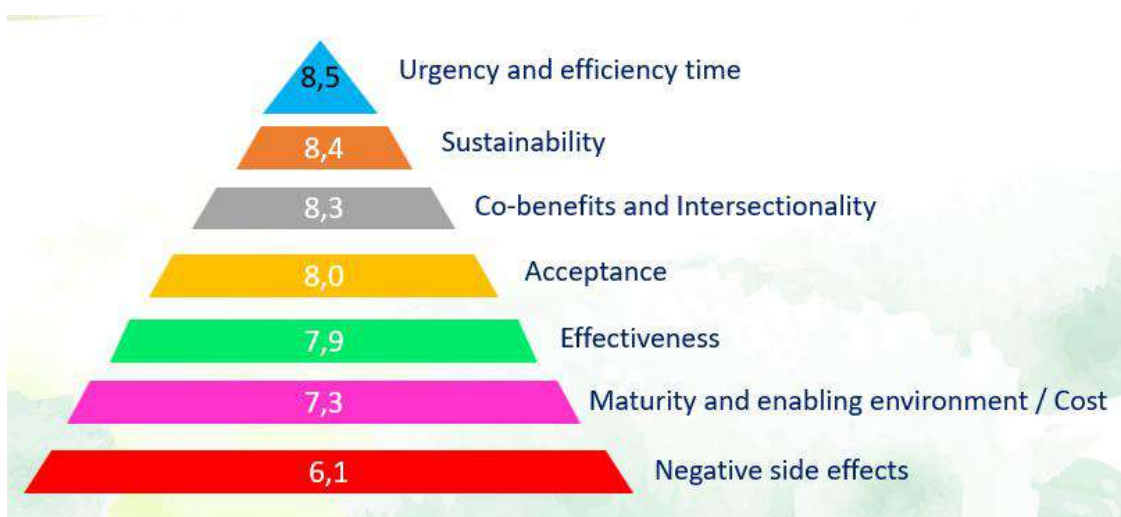 8,5 Urgency and efficiency time
8,4 Sustainability
8,3 Co-benefits and Intersectionality
8,0 Acceptance
7,9 Effectiveness
7,3 Maturity and enabling environment / Cost
6,1 Negative side effects